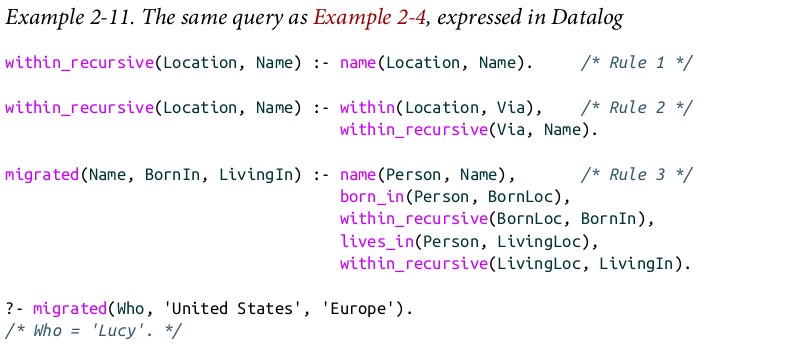 Example 2-11. The same query as Example 2-4, expressed in Datalog
within_recursive(Location, Name) :- name(Location, Name).     /* Rule 1 */
within_recursive(Location, Name) :- within(Location, Via),    /* Rule 2 */
                                    within_recursive(Via, Name).
migrated(Name, BornIn, LivingIn) :- name(Person, Name),       /* Rule 3 */
                                    born_in(Person, BornLoc),
                                    within_recursive(BornLoc, BornIn),
                                    lives_in(Person, LivingLoc),
                                    within_recursive(LivingLoc, LivingIn).
?- migrated(Who, 'United States', 'Europe').
/* Who = 'Lucy'. */